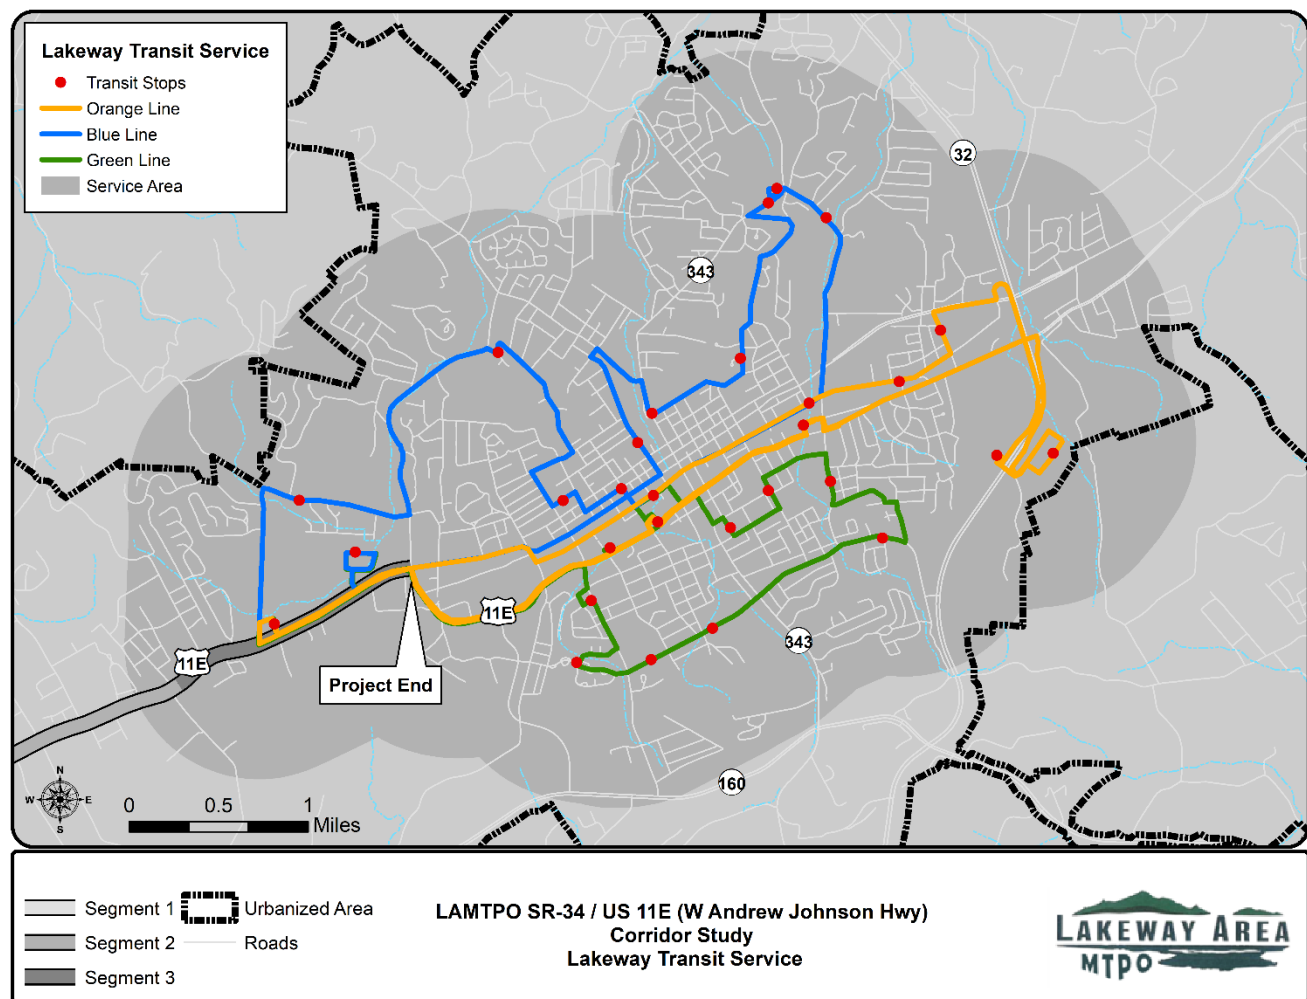 Lakeway Transit Service
Transit Stops
Orange Line
Blue Line
Green Line
Service Area
32
343
11E
11E
343
Project End
160
N
W E
S
0 0.5 1
Miles
Segment 1
Urbanized Area
Segment 2
Roads
Segment 3
LAMTPO SR-34 / US 11E (W Andrew Johnson Hwy)
Corridor Study
Lakeway Transit Service
LAKEWAY AREA
MTPO